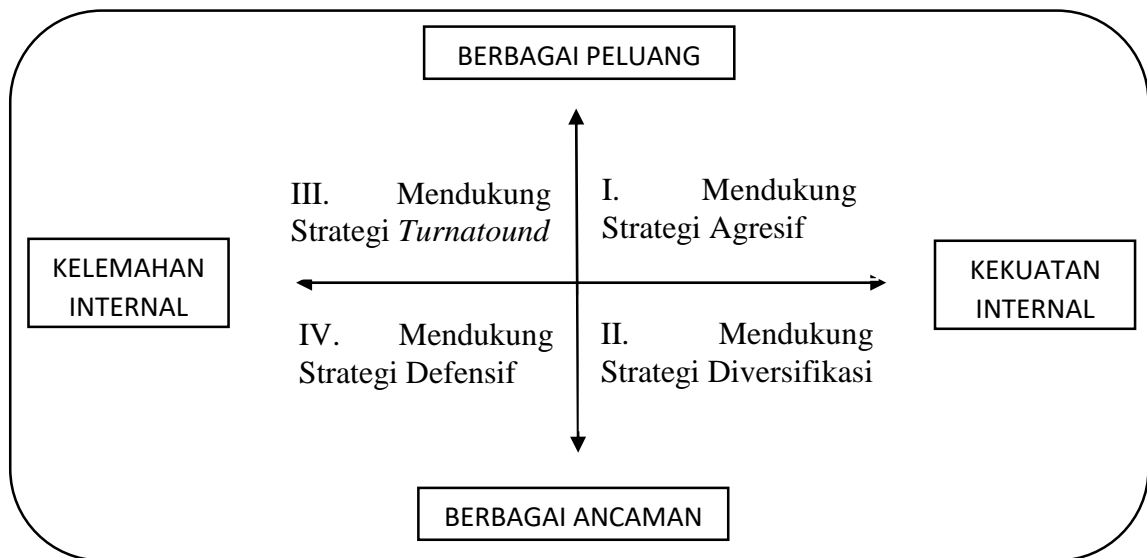 BERBAGAI PELUANG
III. Mendukung
Strategi Turnatound
I. Mendukung
Strategi Agresif
KELEMAHAN
INTERNAL
KEKUATAN
INTERNAL
IV. Mendukung
Strategi Defensif
II. Mendukung
Strategi Diversifikasi
BERBAGAI ANCAMAN